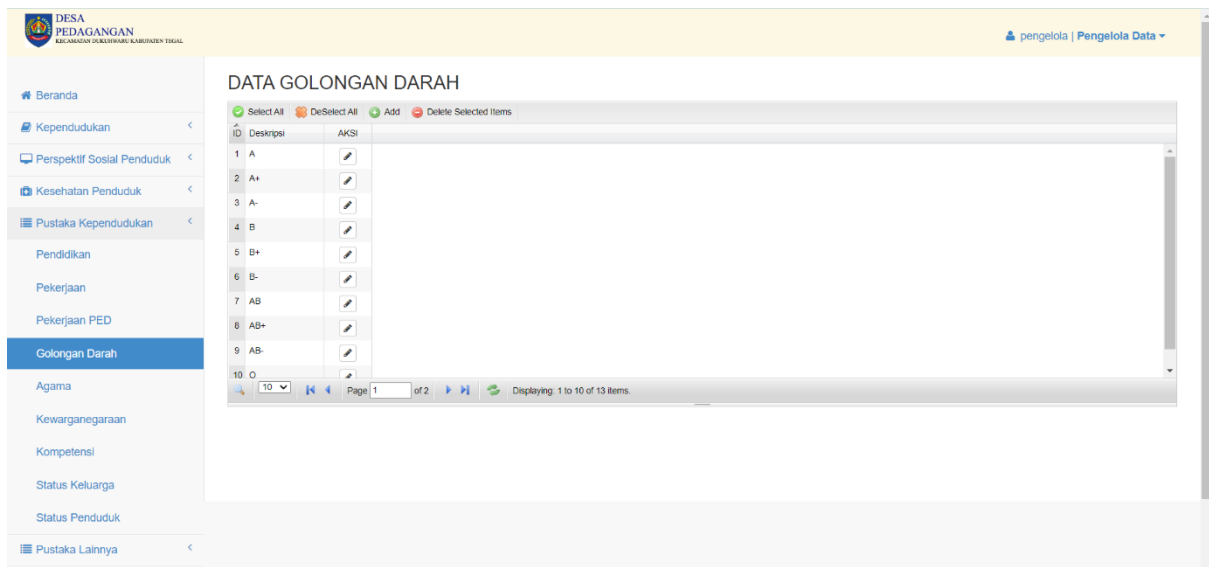 DESA
PEDAGANGAN
KECAMATAN DUKUHWARU KABUPATEN TEGAL
pengelola | Pengelola Data
Beranda
Kependudukan
Perspektif Sosial Penduduk
Kesehatan Penduduk
Pustaka Kependudukan
Pendidikan
Pekerjaan
Pekerjaan PED
Golongan Darah
Agama
Kewarganegaraan
Kompetensi
Status Keluarga
Status Penduduk
Pustaka Lainnya
DATA GOLONGAN DARAH
Select All DeSelect All Add Delete Selected Items
ID Deskripsi AKSI
1 A
2 A+
3 A-
4 B
5 B+
6 B-
7 AB
8 AB+
9 AB-
10 O
10 Page 1 of 2 Displaying: 1 to 10 of 13 items.